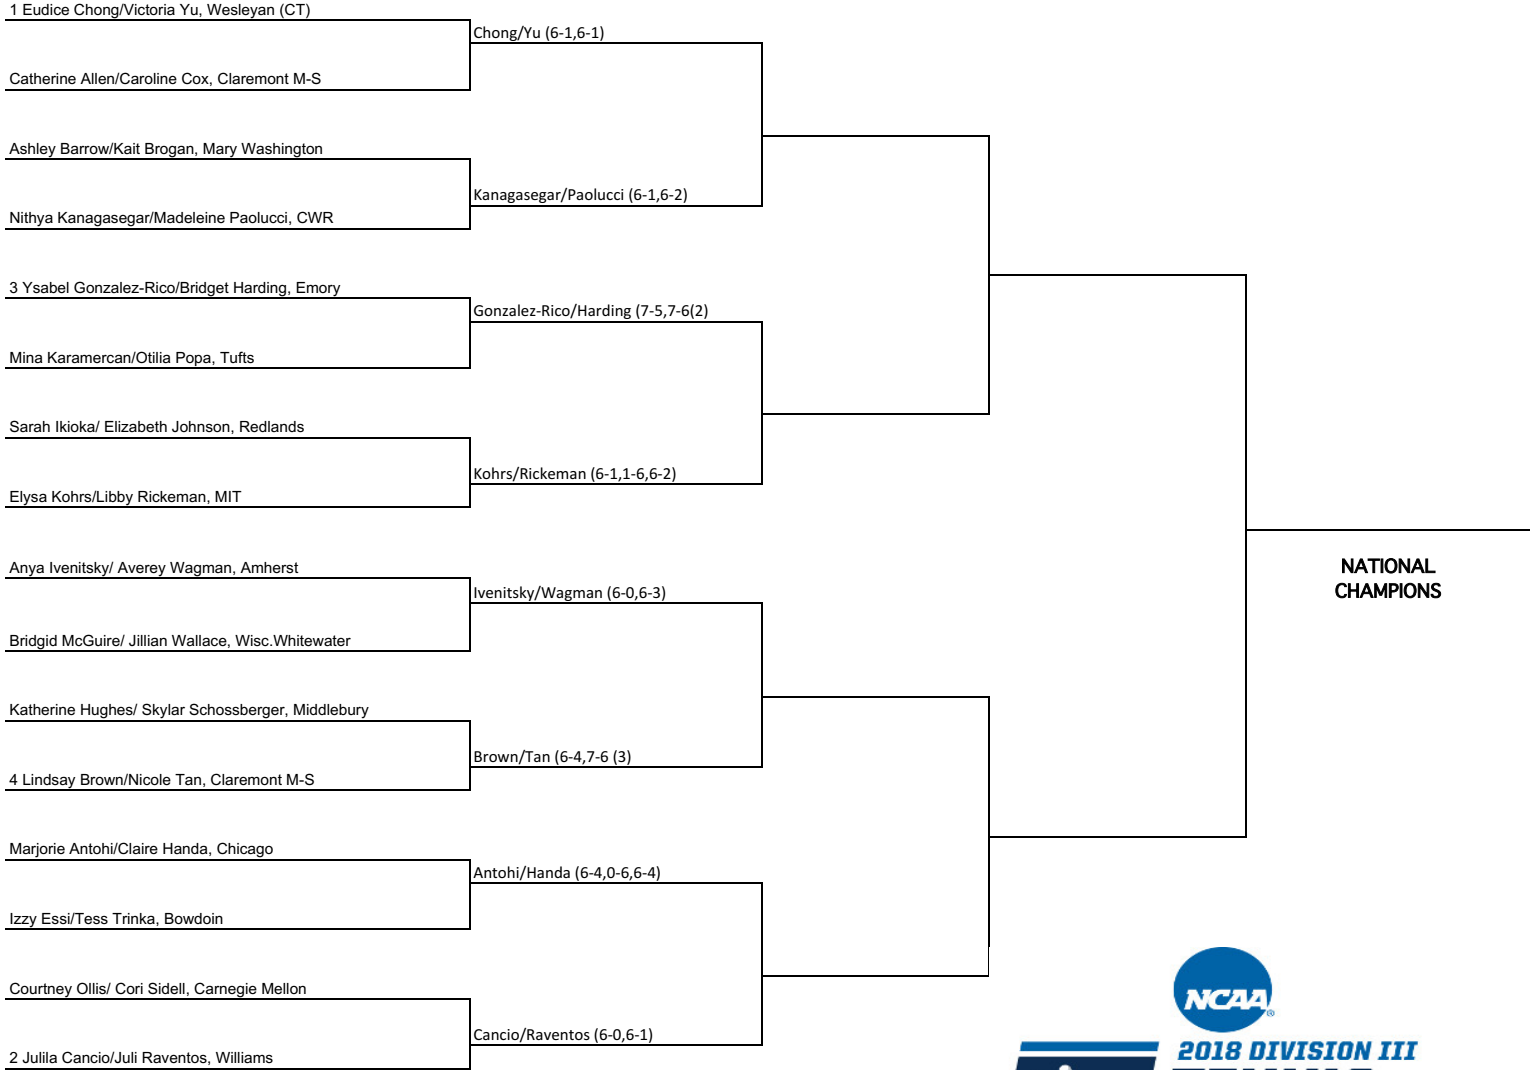 1 Eudice Chong/Victoria Yu, Wesleyan (CT)
Chong/Yu (6-1,6-1)
Catherine Allen/Caroline Cox, Claremont M-S
Ashley Barrow/Kait Brogan, Mary Washington
Kanagasegar/Paolucci (6-1,6-2)
Nithya Kanagasegar/Madeleine Paolucci, CWR
3 Ysabel Gonzalez-Rico/Bridget Harding, Emory
Gonzalez-Rico/Harding (7-5,7-6(2)
Mina Karamercan/Otilia Popa, Tufts
Sarah Ikioka/ Elizabeth Johnson, Redlands
Kohrs/Rickeman (6-1,1-6,6-2)
Elysa Kohrs/Libby Rickeman, MIT
Anya Ivenitsky/ Averey Wagman, Amherst
Ivenitsky/Wagman (6-0,6-3)
Bridgid McGuire/ Jillian Wallace, Wisc.Whitewater
Katherine Hughes/ Skylar Schossberger, Middlebury
Brown/Tan (6-4,7-6 (3)
4 Lindsay Brown/Nicole Tan, Claremont M-S
Marjorie Antohi/Claire Handa, Chicago
Antohi/Handa (6-4,0-6,6-4)
Izzy Essi/Tess Trinka, Bowdoin
Courtney Ollis/ Cori Sidell, Carnegie Mellon
Cancio/Raventos (6-0,6-1)
2 Julila Cancio/Juli Raventos, Williams
NATIONAL
CHAMPIONS
NCAA®
2018 DIVISION III